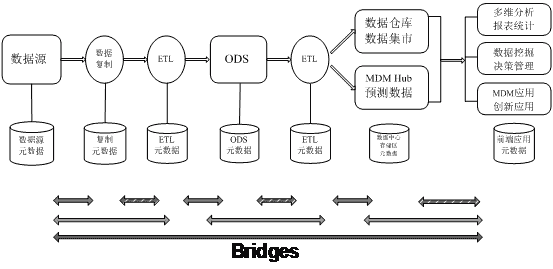 数据源
数据
复制
ETL
ODS
ETL
数据仓库
数据集市
MDM Hub
预测数据
多维分析
报表统计
数据挖掘
决策管理
MDM应用
创新应用
数据源
元数据
复制
元数据
ETL
元数据
ODS
元数据
ETL
元数据
数据中心
存储区
元数据
前端应用
元数据
Bridges